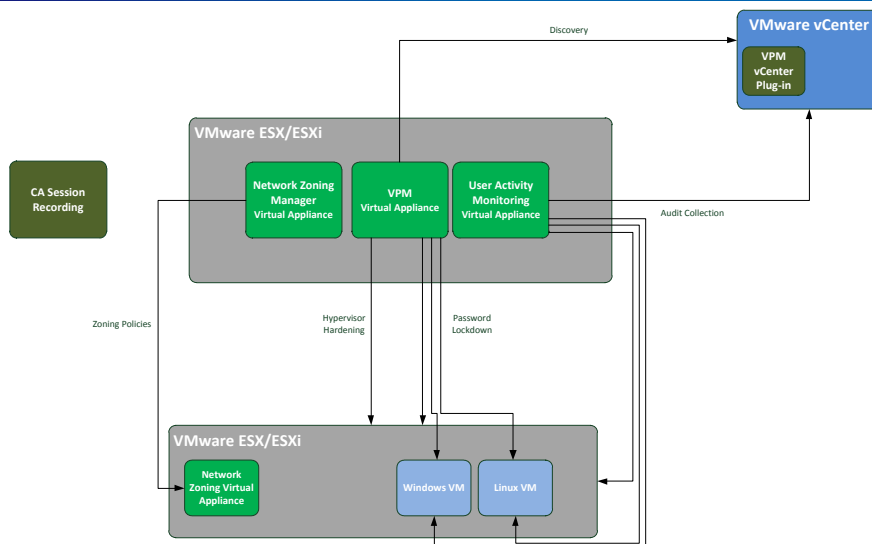 Discovery
VMware vCenter
VPM
vCenter
Plug-in
VMware ESX/ESXi
CA Session
Recording
Network Zoning
Manager
Virtual Appliance
VPM
Virtual Appliance
User Activity
Monitoring
Virtual Appliance
Audit Collection
Zoning Policies
Hypervisor
Hardening
Password
Lockdown
VMware ESX/ESXi
Network
Zoning Virtual
Appliance
Windows VM
Linux VM